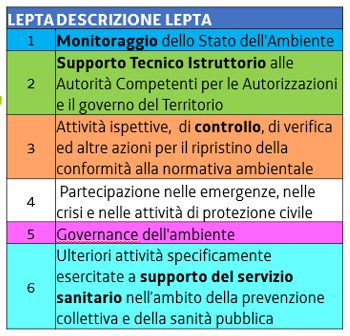 LEPTA DESCRIZIONE LEPTA
1 Monitoraggio dello Stato dell'Ambiente
Supporto Tecnico Istruttorio alle
2 Autorità Competenti per le Autorizzazioni
e il governo del Territorio
Attività ispettive, di controllo, di verifica
3 ed altre azioni per il ripristino della
conformità alla normativa ambientale
4 Partecipazione nelle emergenze, nelle
crisi e nelle attività di protezione civile
5 Governance dell'ambiente
Ulteriori attività specificamente
esercitate a supporto del servizio
6 sanitario nell'ambito della prevenzione
collettiva e della sanità pubblica